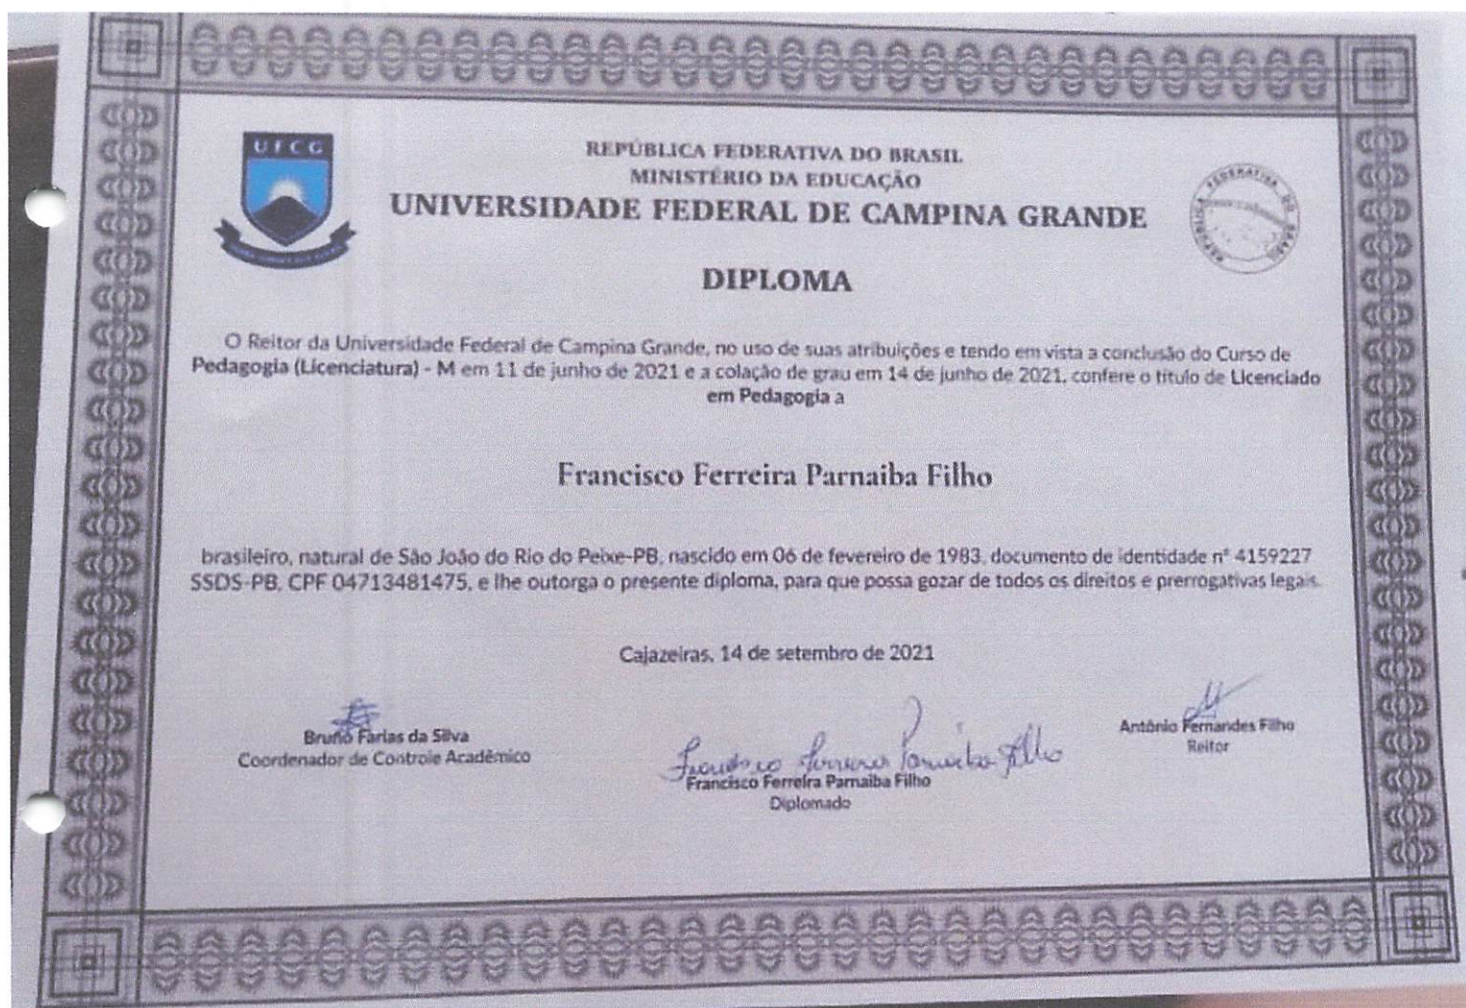 UFCG
REPÚBLICA FEDERATIVA DO BRASIL
MINISTÉRIO DA EDUCAÇÃO
UNIVERSIDADE FEDERAL DE CAMPINA GRANDE
REPÚBLICA FEDERATIVA DO BRASIL
DIPLOMA
O Reitor da Universidade Federal de Campina Grande, no uso de suas atribuições e tendo em vista a conclusão do Curso de
Pedagogia (Licenciatura) - M em 11 de junho de 2021 e a colação de grau em 14 de junho de 2021, confere o título de Licenciado
em Pedagogia a
Francisco Ferreira Parnaiba Filho
brasileiro, natural de São João do Rio do Peixe-PB, nascido em 06 de fevereiro de 1983, documento de identidade n° 4159227
SSDS-PB, CPF 04713481475, e lhe outorga o presente diploma, para que possa gozar de todos os direitos e prerrogativas legais.
Cajazeiras, 14 de setembro de 2021
Bruno Farias da Silva
Coordenador de Controle Acadêmico
Francisco Ferreira Parnaiba Filho
Francisco Ferreira Parnaiba Filho
Diplomado
Antônio Fernandes Filho
Reitor